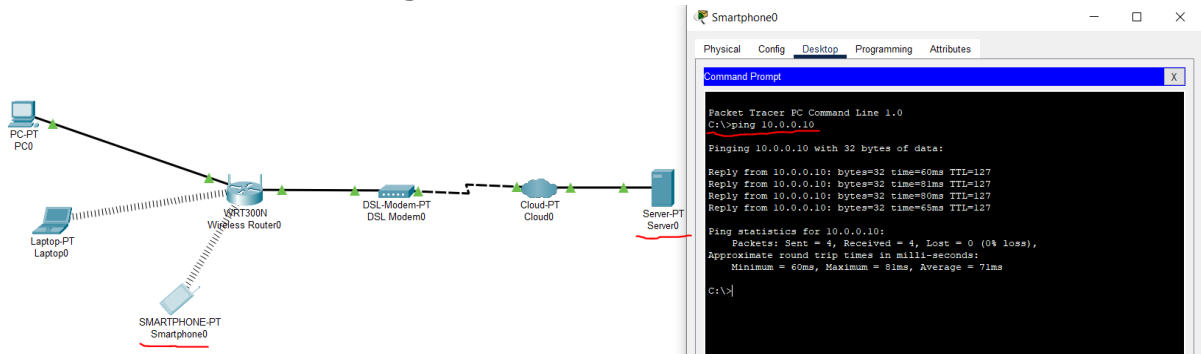 PC-PT
PC0
Laptop-PT
Laptop0
WRT300N
Wireless Router0
SMARTPHONE-PT
Smartphone0
DSL-Modem-PT
DSL Modem0
Cloud-PT
Cloud0
Server-PT
Server0
Smartphone0
Physical Config Desktop Programming Attributes
Command Prompt
X
Packet Tracer PC Command Line 1.0
C:\>ping 10.0.0.10
Pinging 10.0.0.10 with 32 bytes of data:
Reply from 10.0.0.10: bytes=32 time=60ms TTL=127
Reply from 10.0.0.10: bytes=32 time=81ms TTL=127
Reply from 10.0.0.10: bytes=32 time=80ms TTL=127
Reply from 10.0.0.10: bytes=32 time=65ms TTL=127
Ping statistics for 10.0.0.10:
Packets: Sent = 4, Received = 4, Lost = 0 (0% loss),
Approximate round trip times in milli-seconds:
Minimum = 60ms, Maximum = 81ms, Average = 71ms
C:\>